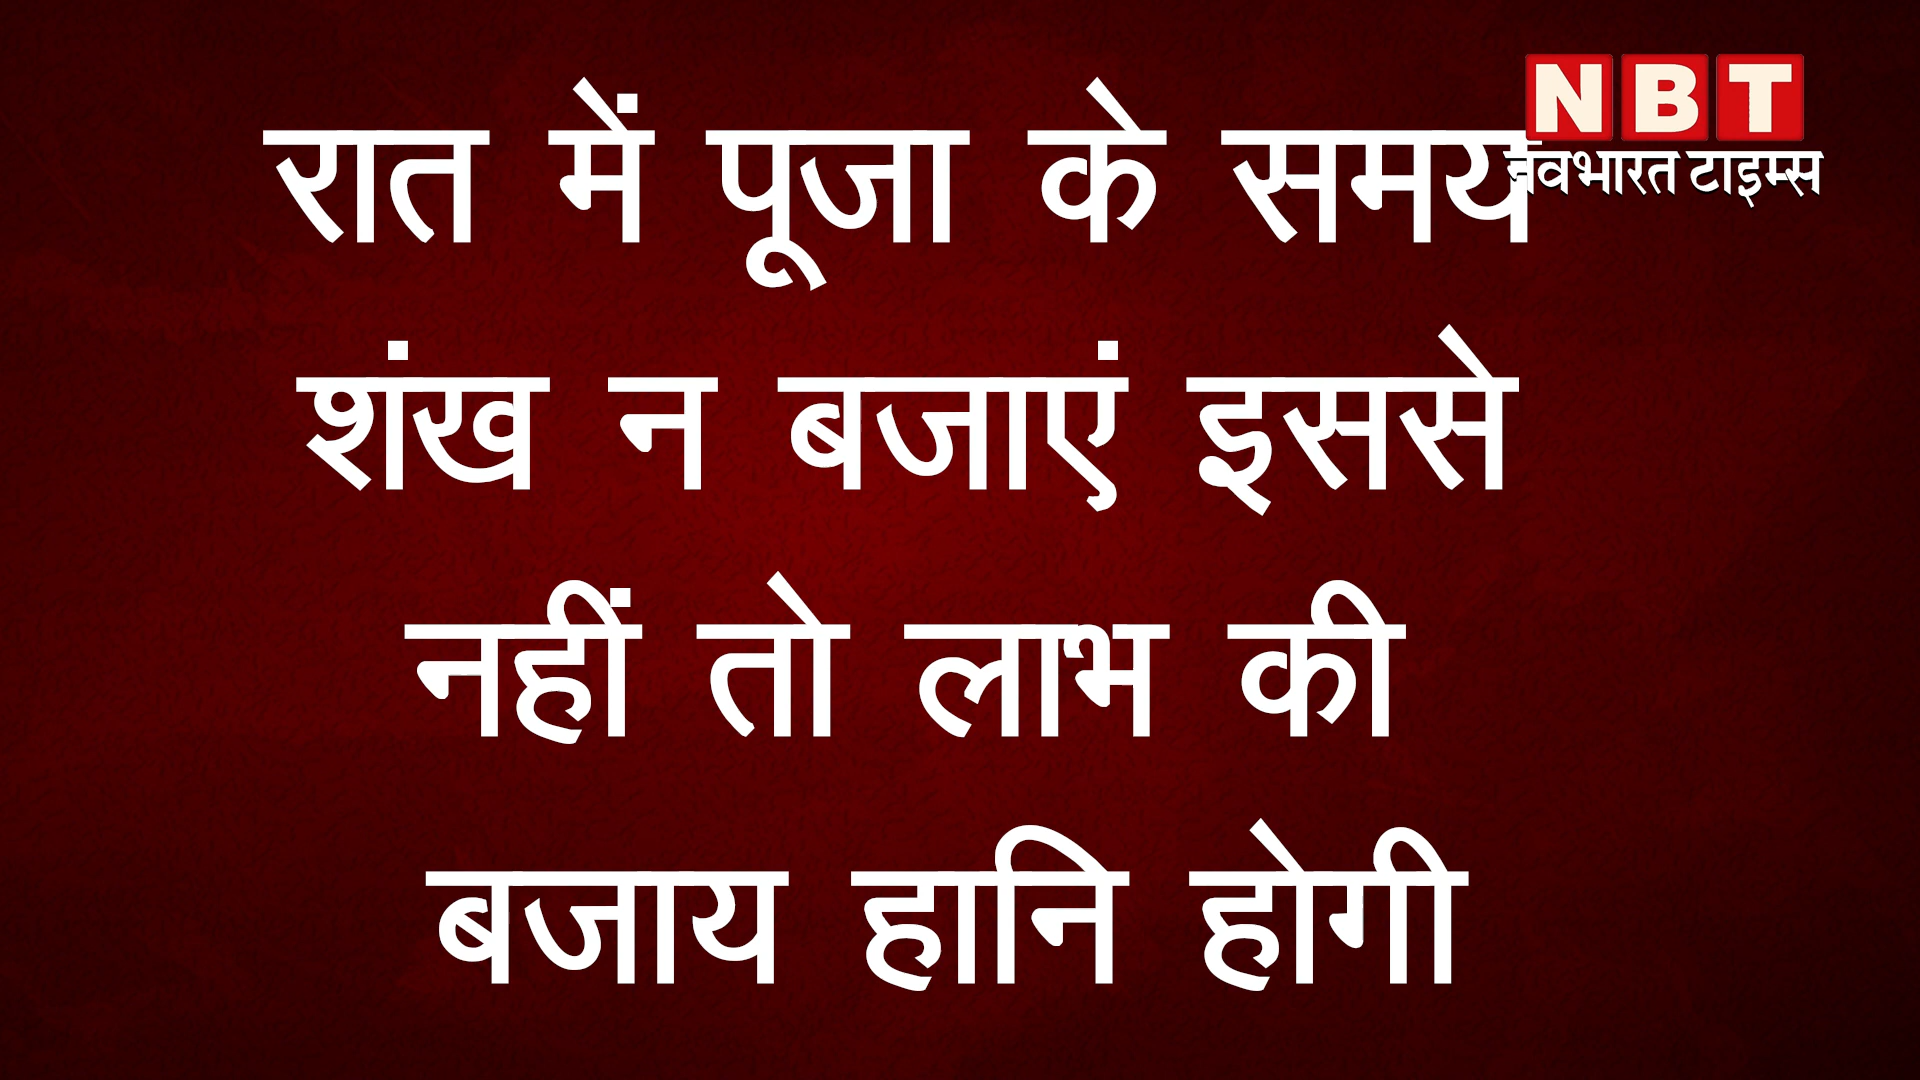 रात में पूजा के समय
NBT
नवभारत टाइम्स
शंख न बजाएं इससे
नहीं तो लाभ की
बजाय हानि होगी